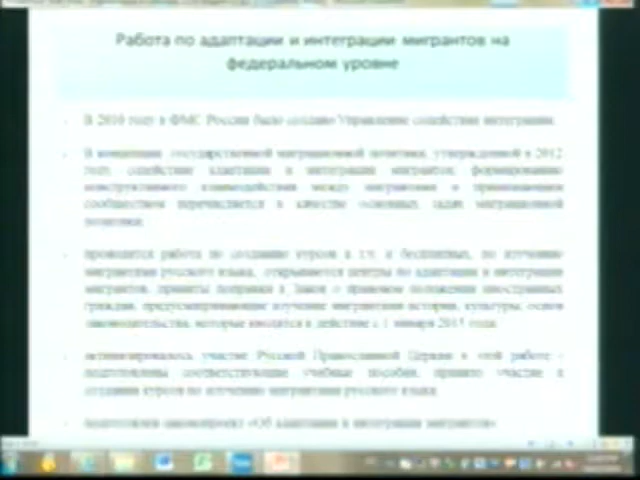 Работа по адаптации и интеграции мигрантов на
федеральном уровне
В 2010 году в ФМС России было создано Управление содействия интеграции
В концепции государственной миграционной политики, утвержденной в 2012
году содействие адаптации и интеграции мигрантов, формированию
конструктивного взаимодействия между мигрантами и принимающим
сообществом перечисляется в качестве основных задач миграционной
политики.
проводится работа по созданию курсов в т.ч. и бесплатных, по изучению
мигрантами русского языка, открываются центры по адаптации и интеграции
мигрантов, приняты поправки в Закон о правовом положении иностранных
граждан, предусматривающие изучение мигрантами истории, культуры, основ
законодательства, которые вводятся в действие с 1 января 2015 года.
активизировалось участие Русской Православной Церкви в этой работе -
подготовлены соответствующие учебные пособия, принято участие в
создании курсов по изучению мигрантами русского языка.
подготовлен законопроект «Об адаптации и интеграции мигрантов»